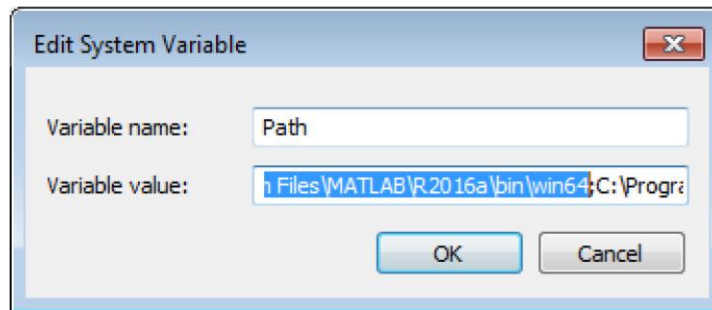 Edit System Variable
Variable name: Path
Variable value: n Files\MATLAB\R2016a\bin\win64;C:\Progra
OK Cancel